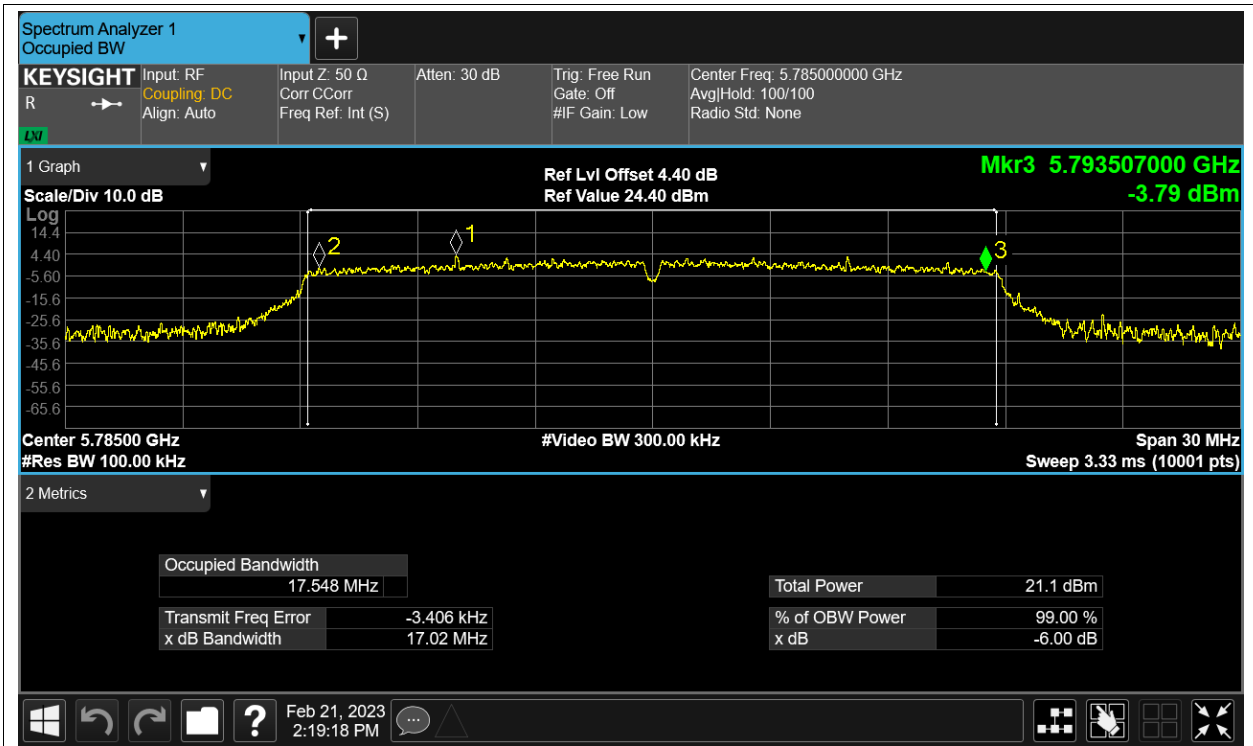 Spectrum Analyzer 1
Occupied BW
KEYSIGHT Input: RF Input Z: 50 Ω Atten: 30 dB Trig: Free Run Center Freq: 5.785000000 GHz
R Coupling: DC Corr CCorr Gate: Off Avg|Hold: 100/100
Align: Auto Freq Ref: Int (S) #IF Gain: Low Radio Std: None
LXI
1 Graph Ref Lvl Offset 4.40 dB Mkr3 5.793507000 GHz
Scale/Div 10.0 dB Ref Value 24.40 dBm -3.79 dBm
Log
14.4
4.40
-5.60
-15.6
-25.6
-35.6
-45.6
-55.6
-65.6
2
1
3
Center 5.78500 GHz #Video BW 300.00 kHz Span 30 MHz
#Res BW 100.00 kHz Sweep 3.33 ms (10001 pts)
2 Metrics
Occupied Bandwidth
17.548 MHz Total Power 21.1 dBm
Transmit Freq Error -3.406 kHz % of OBW Power 99.00 %
x dB Bandwidth 17.02 MHz x dB -6.00 dB
Feb 21, 2023
2:19:18 PM